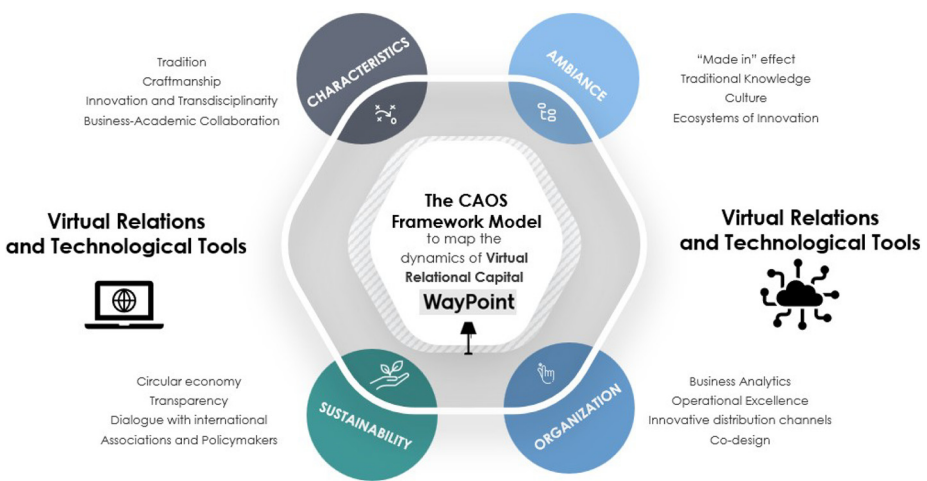 CHARACTERISTICS
Tradition
Craftmanship
Innovation and Transdisciplinarity
Business-Academic Collaboration
AMBIANCE
“Made in” effect
Traditional Knowledge
Culture
Ecosystems of Innovation
Virtual Relations
and Technological Tools
The CAOS
Framework Model
to map the
dynamics of Virtual
Relational Capital
WayPoint
Virtual Relations
and Technological Tools
SUSTAINABILITY
Circular economy
Transparency
Dialogue with international
Associations and Policymakers
ORGANIZATION
Business Analytics
Operational Excellence
Innovative distribution channels
Co-design